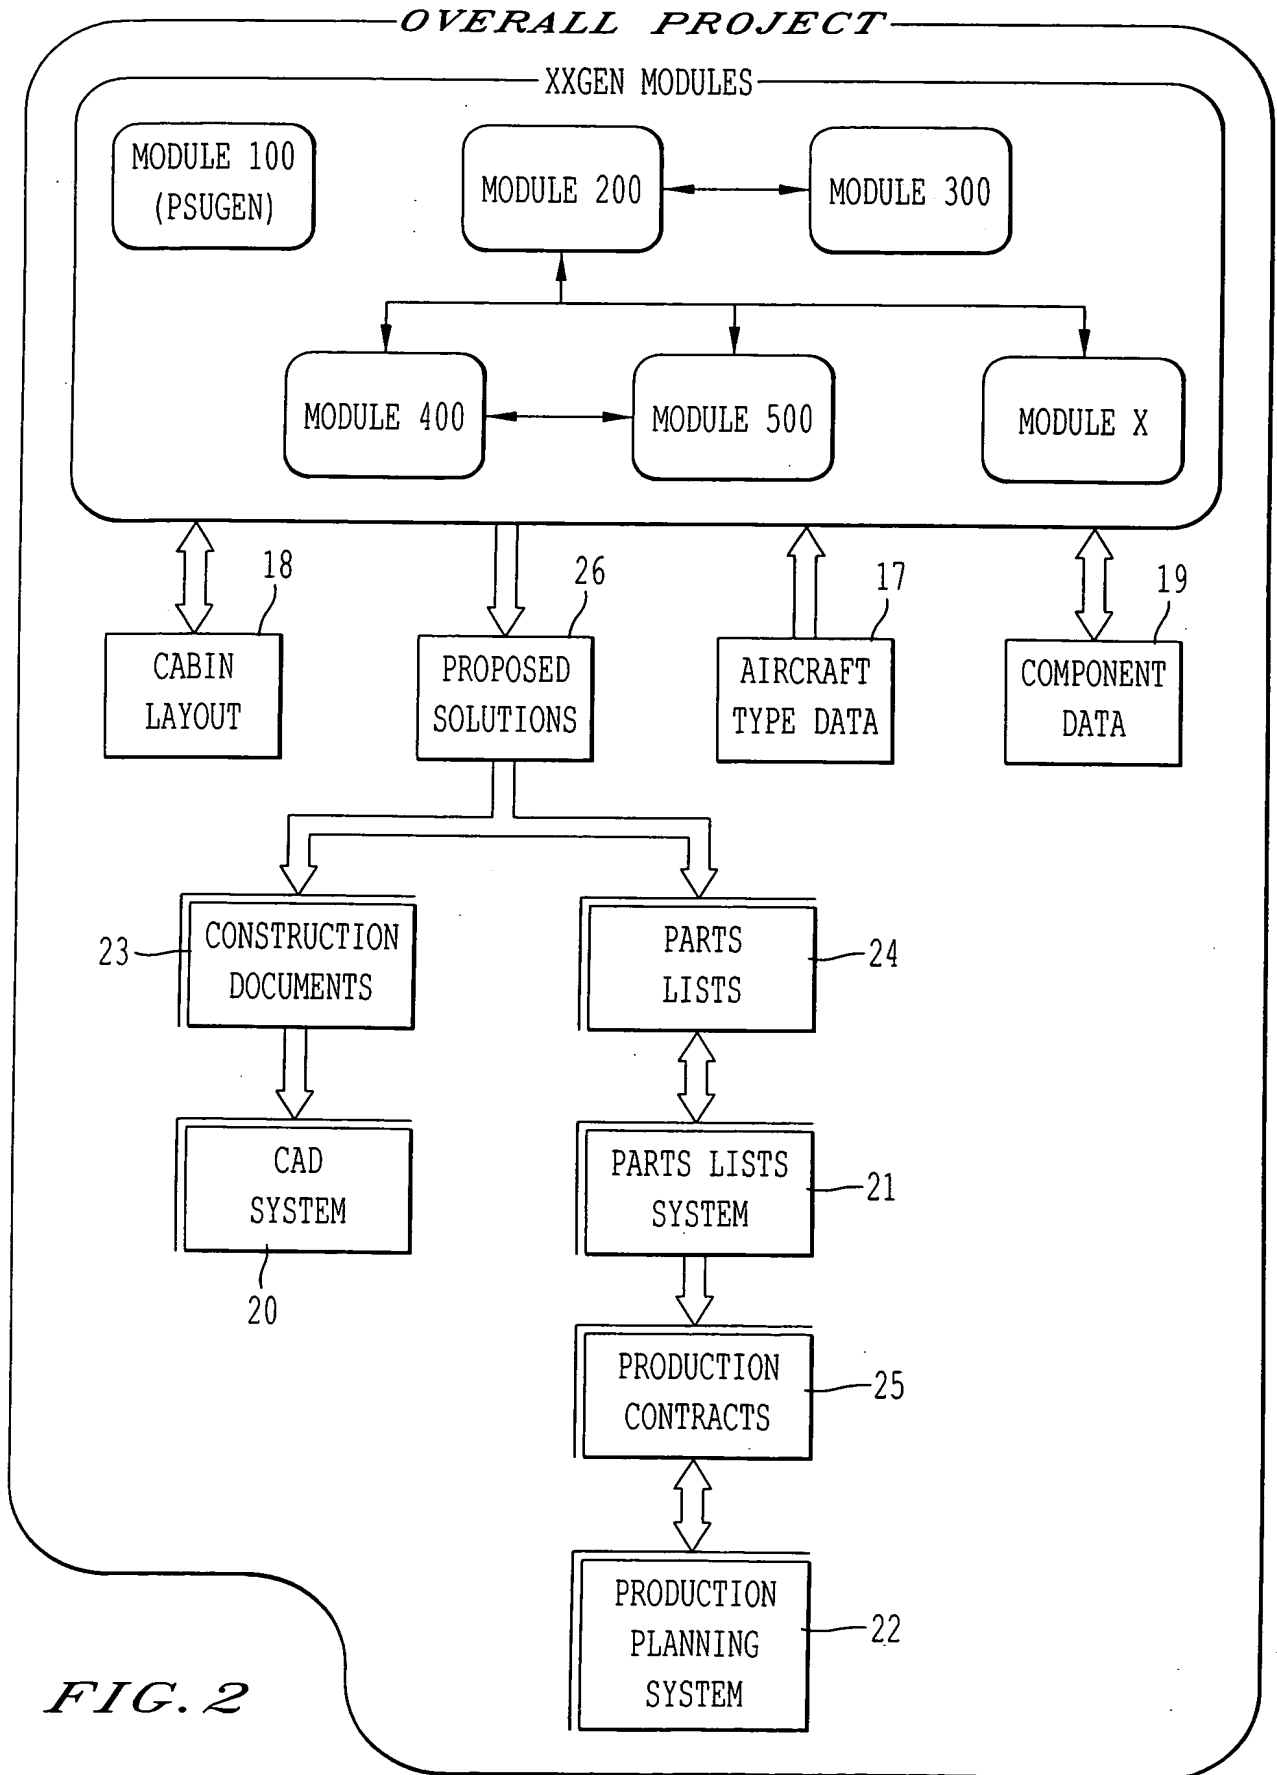 OVERALL PROJECT
XXGEN MODULES
MODULE 100
(PSUGEN)
MODULE 200
MODULE 300
MODULE 400
MODULE 500
MODULE X
18
26
17
19
CABIN
LAYOUT
PROPOSED
SOLUTIONS
AIRCRAFT
TYPE DATA
COMPONENT
DATA
23
CONSTRUCTION
DOCUMENTS
PARTS
LISTS
24
CAD
SYSTEM
20
PARTS LISTS
SYSTEM
21
PRODUCTION
CONTRACTS
25
PRODUCTION
PLANNING
SYSTEM
22
FIG. 2